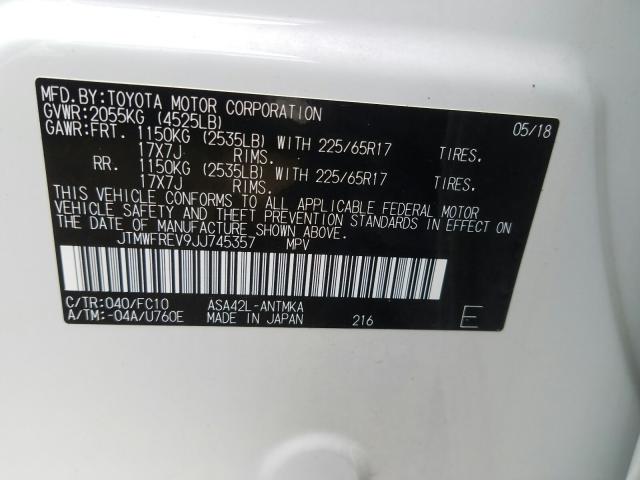 MFD.BY:TOYOTA MOTOR CORPORATION
GVWR:2055KG (4525LB) 05/18
GAWR:FRT. 1150KG (2535LB) WITH 225/65R17 TIRES.
17X7J RIMS.
RR. 1150KG (2535LB) WITH 225/65R17 TIRES.
17X7J RIMS.
THIS VEHICLE CONFORMS TO ALL APPLICABLE FEDERAL MOTOR
VEHICLE SAFETY AND THEFT PREVENTION STANDARDS IN EFFECT ON
THE DATE OF MANUFACTURE SHOWN ABOVE.
JTMWFREV9JJ745357 MPV
C/TR:040/FC10 ASA42L-ANTMKA
A/TM:-04A/U760E MADE IN JAPAN 216 E